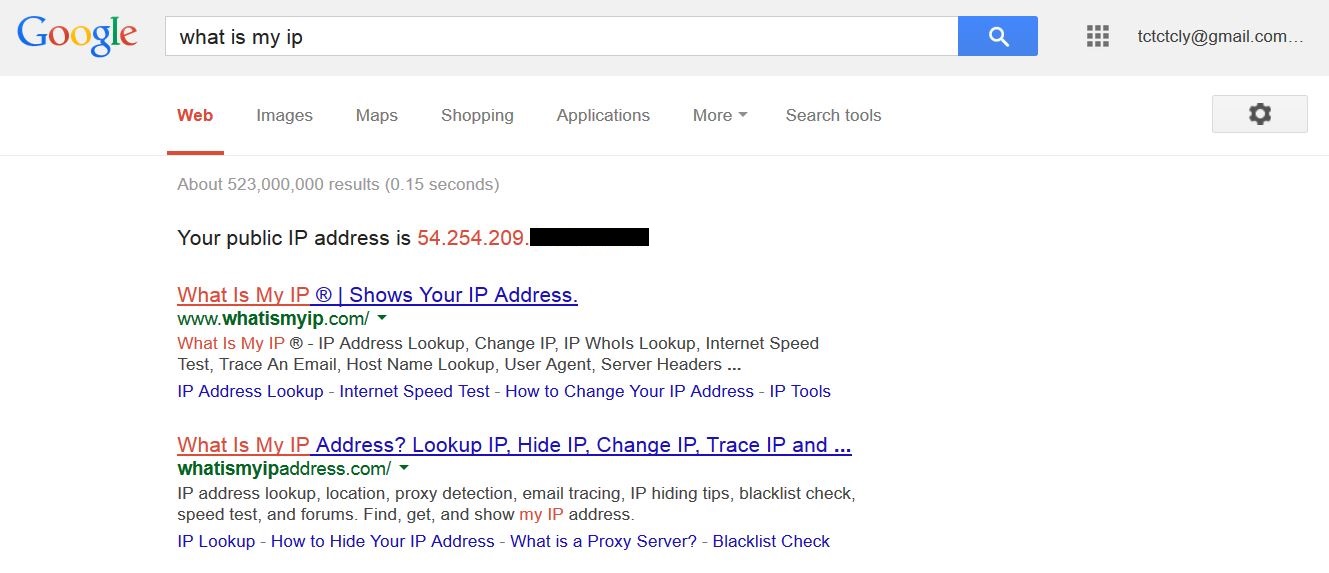 Google
what is my ip
tctctcly@gmail.com...
Web Images Maps Shopping Applications More Search tools
About 523,000,000 results (0.15 seconds)
Your public IP address is 54.254.209.
What Is My IP ® | Shows Your IP Address.
www.whatismyip.com/
What Is My IP ® - IP Address Lookup, Change IP, IP WhoIs Lookup, Internet Speed
Test, Trace An Email, Host Name Lookup, User Agent, Server Headers ...
IP Address Lookup - Internet Speed Test - How to Change Your IP Address - IP Tools
What Is My IP Address? Lookup IP, Hide IP, Change IP, Trace IP and ...
whatismyipaddress.com/
IP address lookup, location, proxy detection, email tracing, IP hiding tips, blacklist check,
speed test, and forums. Find, get, and show my IP address.
IP Lookup - How to Hide Your IP Address - What is a Proxy Server? - Blacklist Check